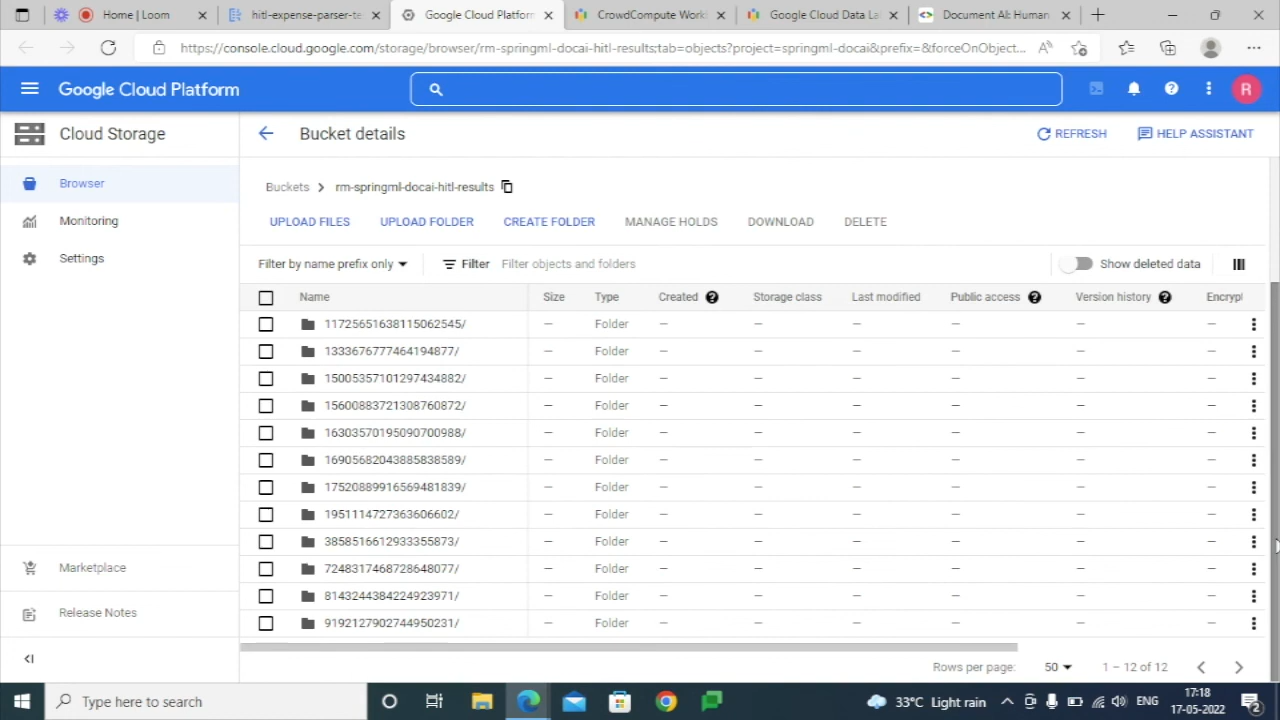 Home | Loom
hitl-expense-parser-te
Google Cloud Platform
CrowdCompute Work
Google Cloud Data La
Document AI: Human
https://console.cloud.google.com/storage/browser/rm-springml-docai-hitl-results;tab=objects?project=springml-docai&prefix=&forceOnObject...
Google Cloud Platform
R
Cloud Storage
Bucket details
REFRESH
HELP ASSISTANT
Browser
Monitoring
Settings
Marketplace
Release Notes
Buckets
rm-springml-docai-hitl-results
UPLOAD FILES
UPLOAD FOLDER
CREATE FOLDER
MANAGE HOLDS
DOWNLOAD
DELETE
Filter by name prefix only
Filter
Filter objects and folders
Show deleted data
Name Size Type Created Storage class Last modified Public access Version history Encrypt
11725651638115062545/ — Folder — — — — — —
1333676777464194877/ — Folder — — — — — —
15005357101297434882/ — Folder — — — — — —
15600883721308760872/ — Folder — — — — — —
16303570195090700988/ — Folder — — — — — —
16905682043885838589/ — Folder — — — — — —
17520889916569481839/ — Folder — — — — — —
1951114727363606602/ — Folder — — — — — —
3858516612933355873/ — Folder — — — — — —
7248317468728648077/ — Folder — — — — — —
8143244384224923971/ — Folder — — — — — —
9192127902744950231/ — Folder — — — — — —
Rows per page: 50 1 – 12 of 12
Type here to search
33°C Light rain
ENG
17:18
17-05-2022
2